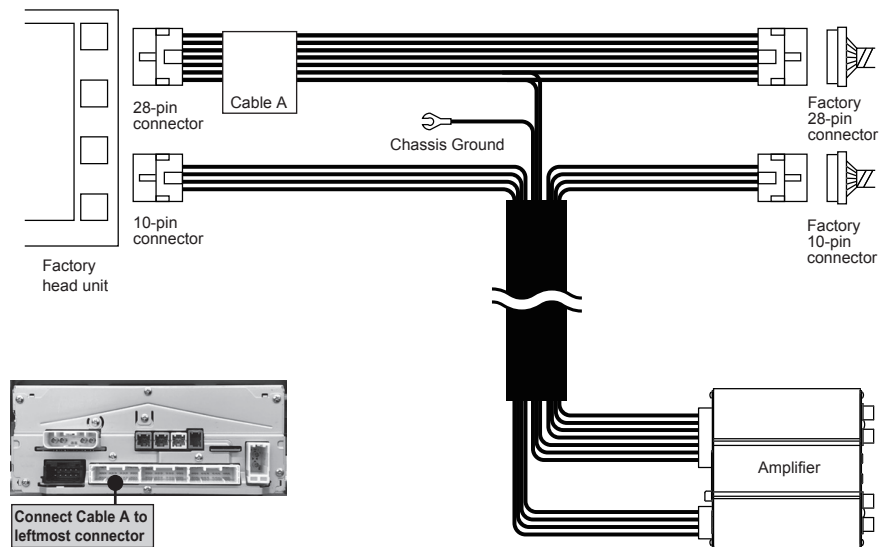 28-pin
connector
Cable A
Chassis Ground
Factory
28-pin
connector
10-pin
connector
Factory
10-pin
connector
Factory
head unit
Amplifier
Connect Cable A to
leftmost connector